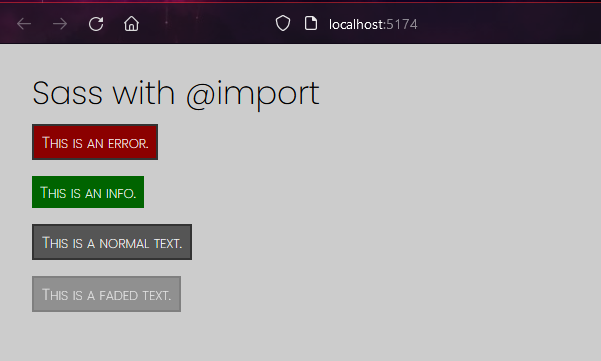 localhost:5174
Sass with @import
This is an error.
This is an info.
This is a normal text.
This is a faded text.